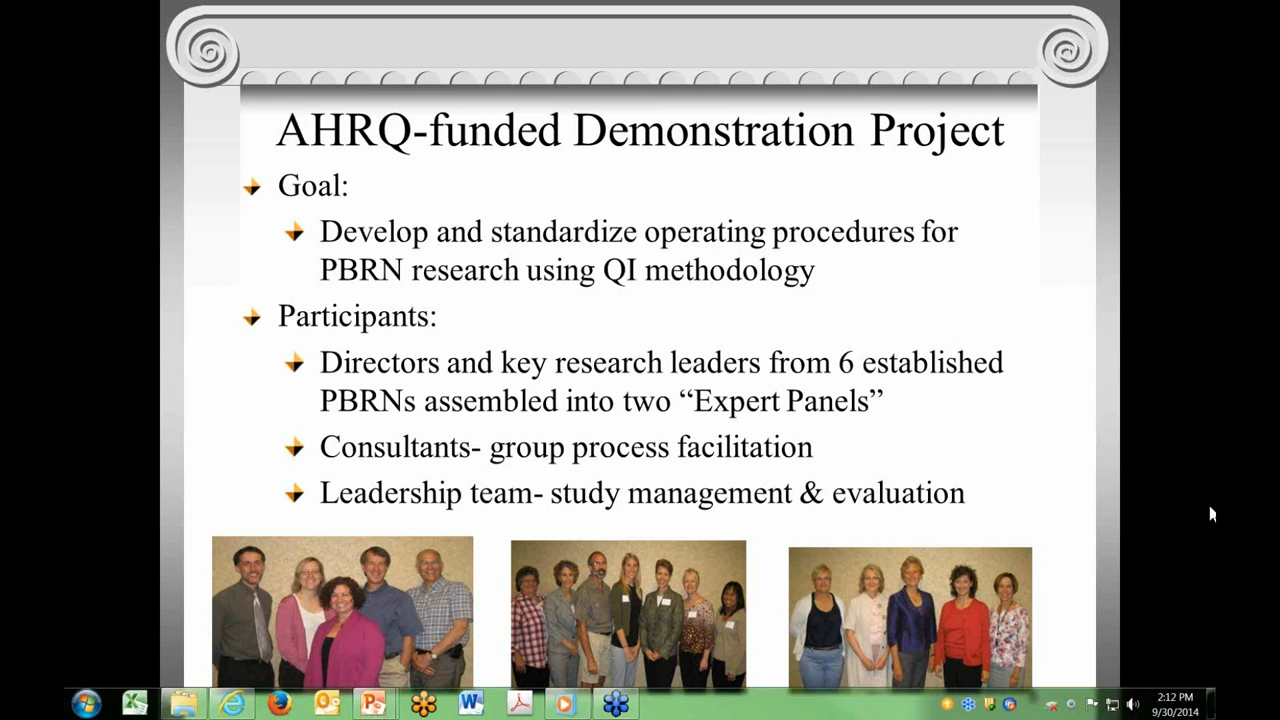 AHRQ-funded Demonstration Project
Goal:
Develop and standardize operating procedures for
PBRN research using QI methodology
Participants:
Directors and key research leaders from 6 established
PBRNs assembled into two “Expert Panels”
Consultants- group process facilitation
Leadership team- study management & evaluation
2:12 PM
9/30/2014